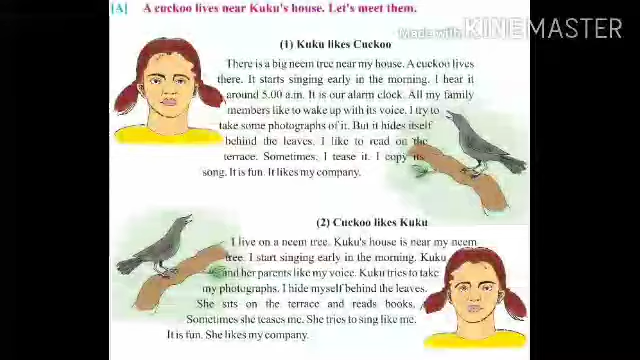 [A] A cuckoo lives near Kuku's house. Let's meet them.
Made with KINEMASTER
(1) Kuku likes Cuckoo
There is a big neem tree near my house. A cuckoo lives
there. It starts singing early in the morning. I hear it
around 5.00 a.m. It is our alarm clock. All my family
members like to wake up with its voice. I try to
take some photographs of it. But it hides itself
behind the leaves. I like to read on the
terrace. Sometimes, I tease it. I copy its
song. It is fun. It likes my company.
(2) Cuckoo likes Kuku
I live on a neem tree. Kuku's house is near my neem
tree. I start singing early in the morning. Kuku
and her parents like my voice. Kuku tries to take
my photographs. I hide myself behind the leaves.
She sits on the terrace and reads books.
Sometimes she teases me. She tries to sing like me.
It is fun. She likes my company.